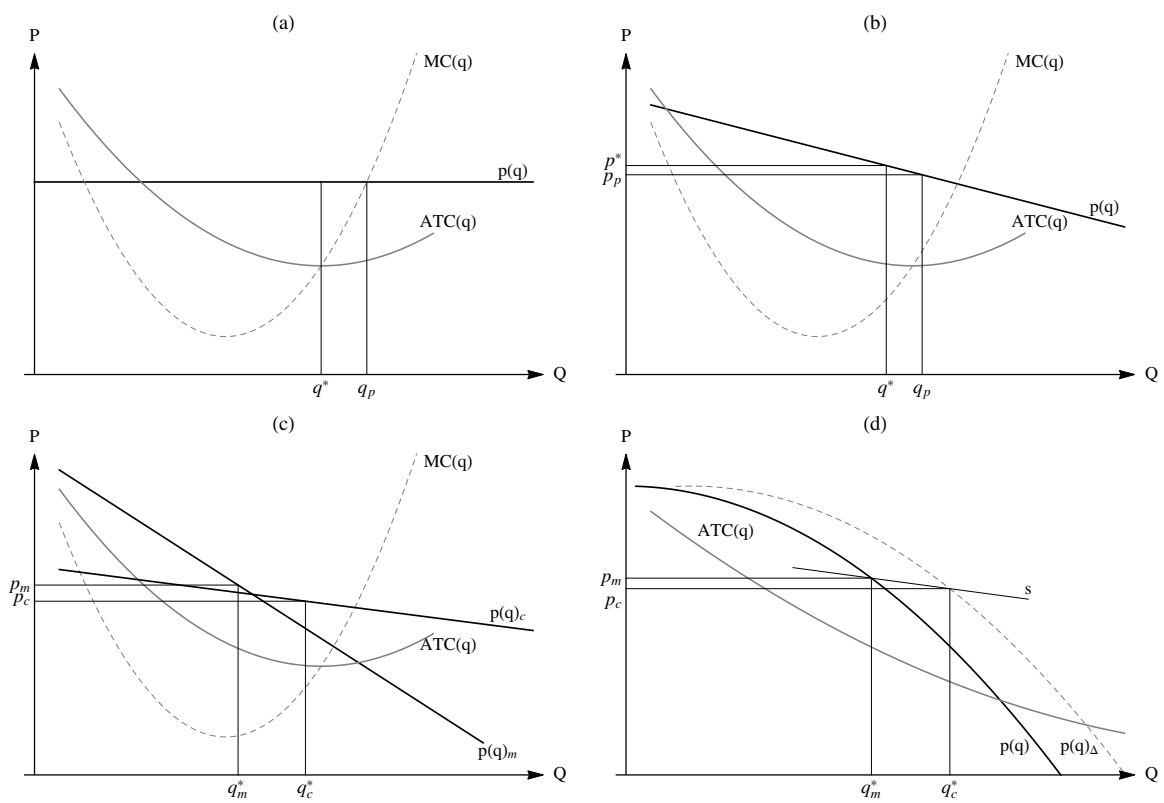 (a)
P
MC(q)
p(q)
ATC(q)
Q
q*
q_p
(b)
P
MC(q)
p*
p_p
p(q)
ATC(q)
Q
q*
q_p
(c)
P
MC(q)
p_m
p_c
p(q)_c
ATC(q)
p(q)_m
Q
q*_m
q*_c
(d)
P
ATC(q)
p_m
p_c
s
p(q)
p(q)_Δ
Q
q*_m
q*_c